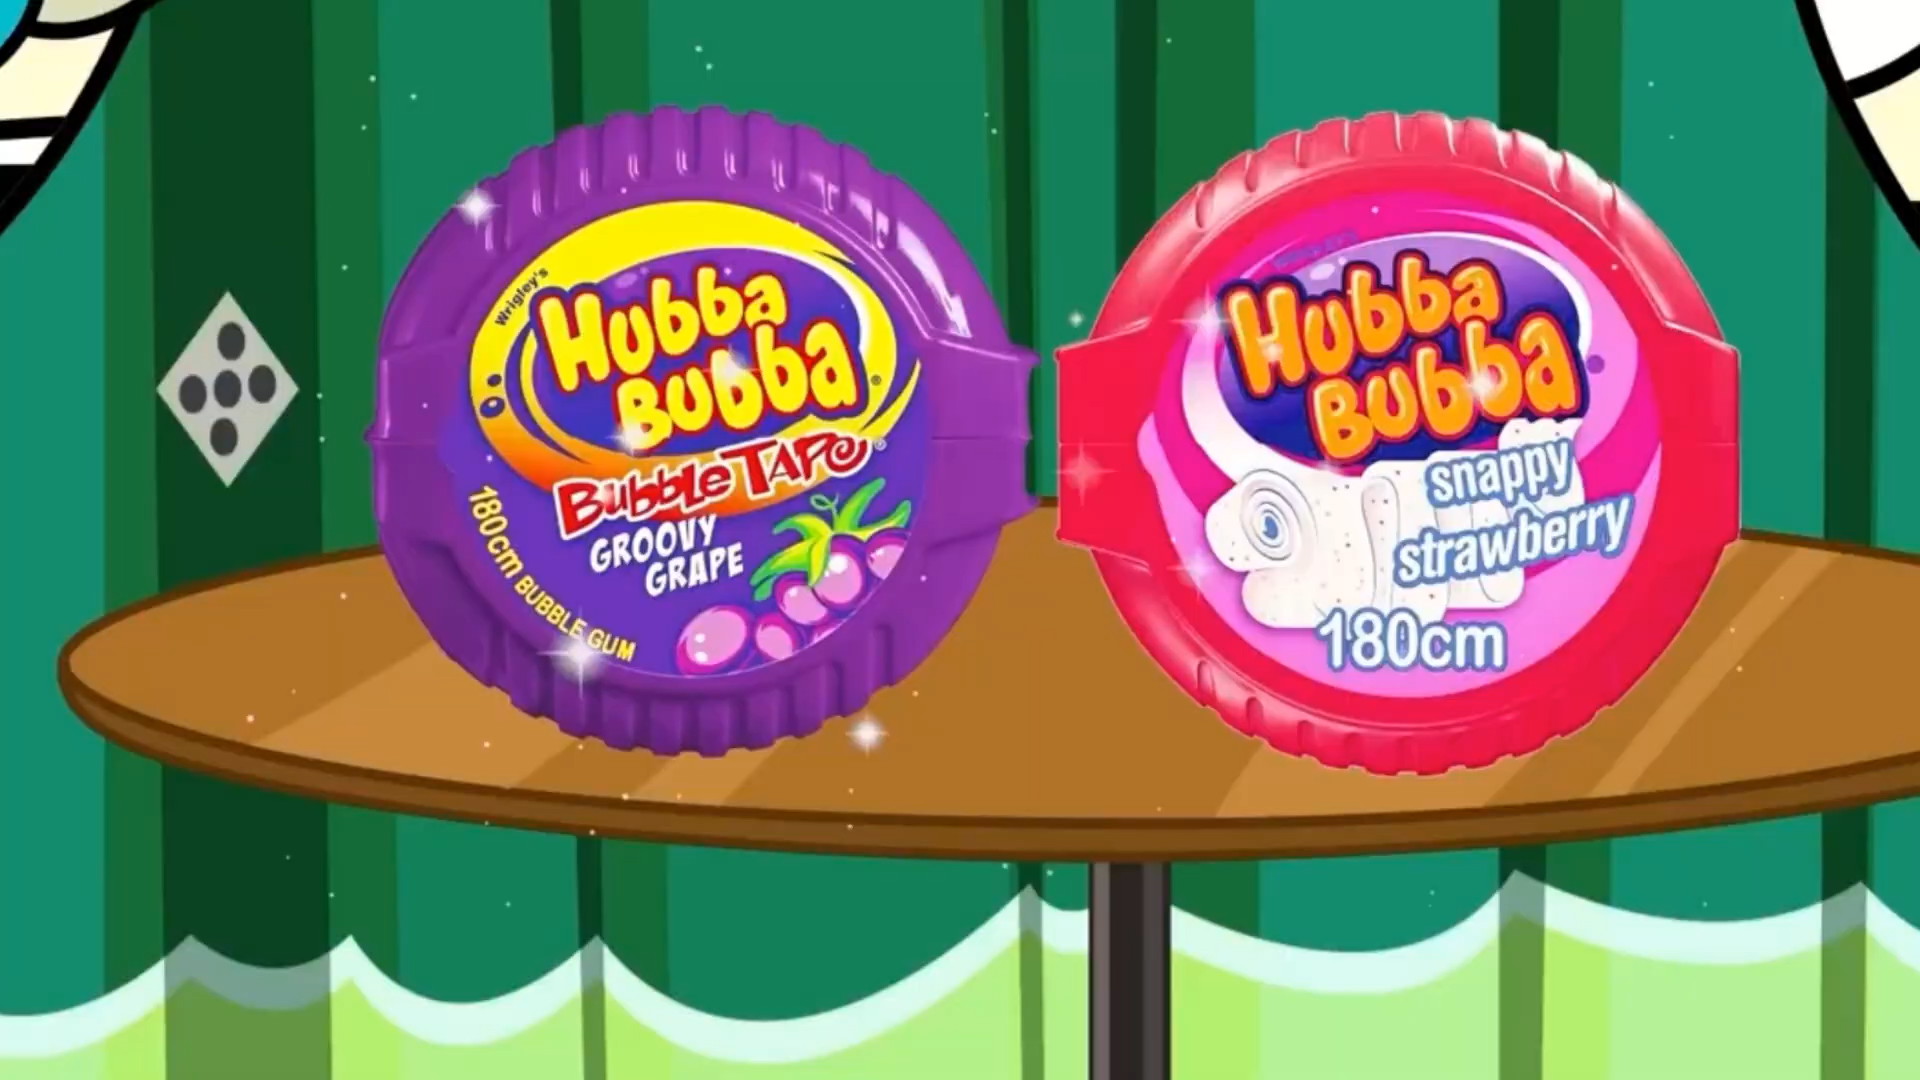 Wrigley's
Hubba
Bubba
Bubble TAPe
GROOVY
GRAPE
180cm BUBBLE GUM
Hubba
Bubba
snappy
strawberry
180cm